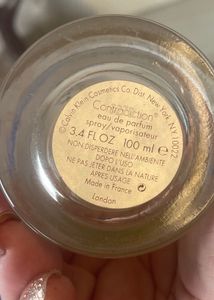 Contradiction
eau de parfum
spray/vaporisateur
3.4 FL OZ 100 ml ℮
NON DISPERDERE NELL'AMBIENTE
DOPO L'USO
NE PAS JETER DANS LA NATURE
APRES USAGE
Made in France
London
©Calvin Klein Cosmetics Co. Dist. New York, N.Y. 10022